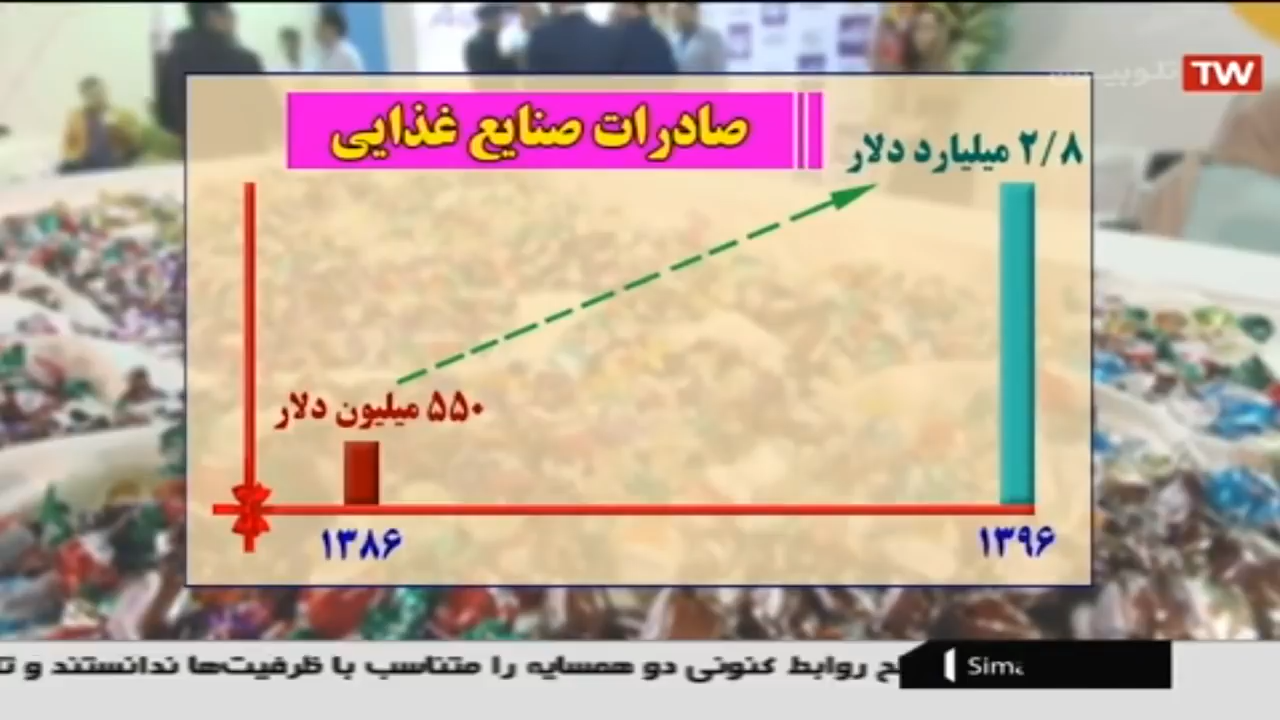 TW
تلوبیـ
صادرات صنایع غذایی
۲/۸ میلیارد دلار
۵۵۰ میلیون دلار
۱۳۸۶
۱۳۹۶
روابط کنونی دو همسایه را متناسب با ظرفیت‌ها ندانستند و
Sima